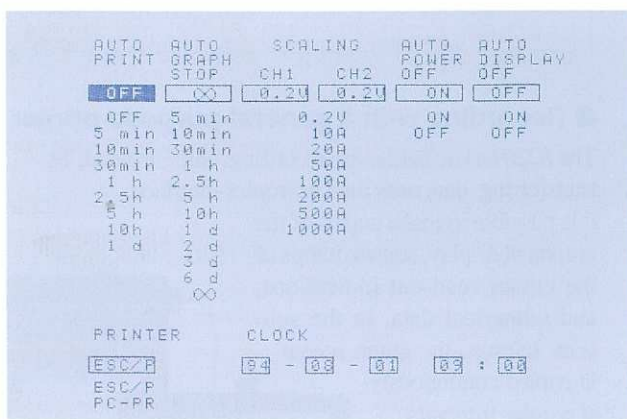 AUTO AUTO SCALING AUTO AUTO
PRINT GRAPH POWER DISPLAY
STOP CH1 CH2 OFF OFF
OFF ∞ 0.2V 0.2V ON OFF
OFF 5 min 0.2V ON ON
5 min 10min 10A OFF OFF
10min 30min 20A
30min 1 h 50A
1 h 2.5h 100A
2.5h 5 h 200A
5 h 10h 500A
10h 1 d 1000A
1 d 2 d
3 d
6 d
∞
PRINTER CLOCK
ESC/P 94 - 08 - 01 09 : 00
ESC/P
PC-PR